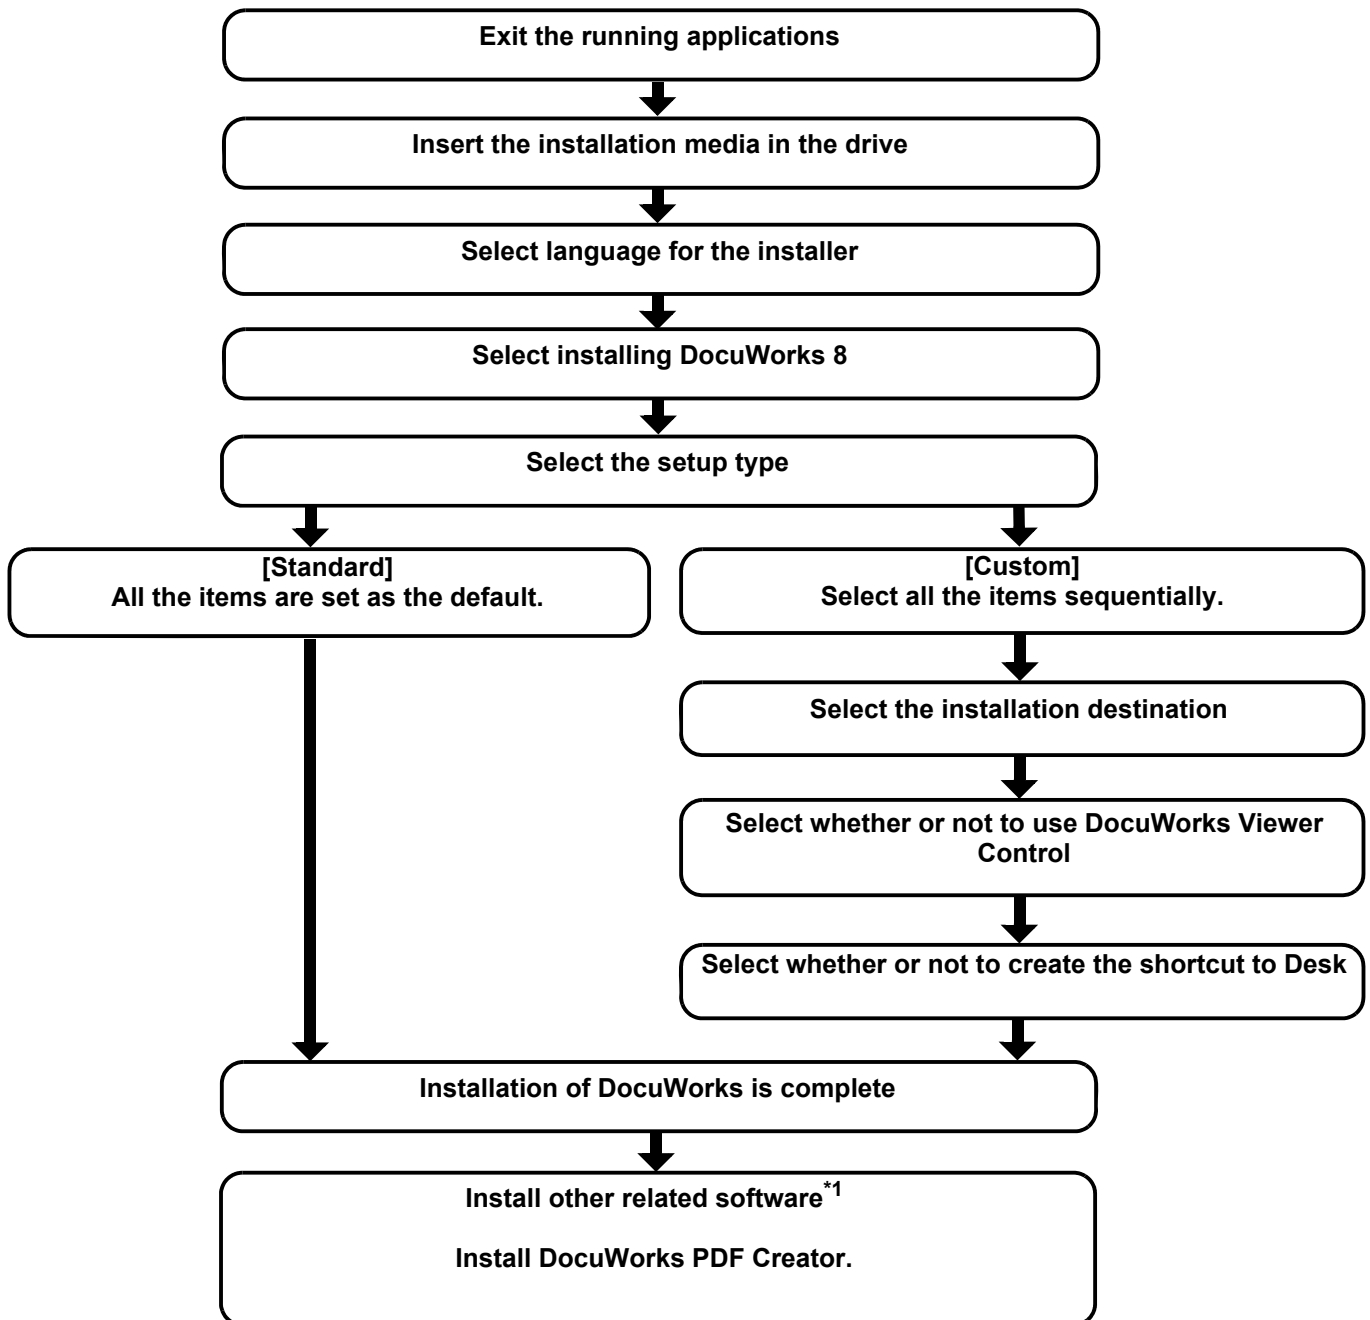 Exit the running applications
Insert the installation media in the drive
Select language for the installer
Select installing DocuWorks 8
Select the setup type
[Standard]
All the items are set as the default.
[Custom]
Select all the items sequentially.
Select the installation destination
Select whether or not to use DocuWorks Viewer
Control
Select whether or not to create the shortcut to Desk
Installation of DocuWorks is complete
Install other related software*1
Install DocuWorks PDF Creator.